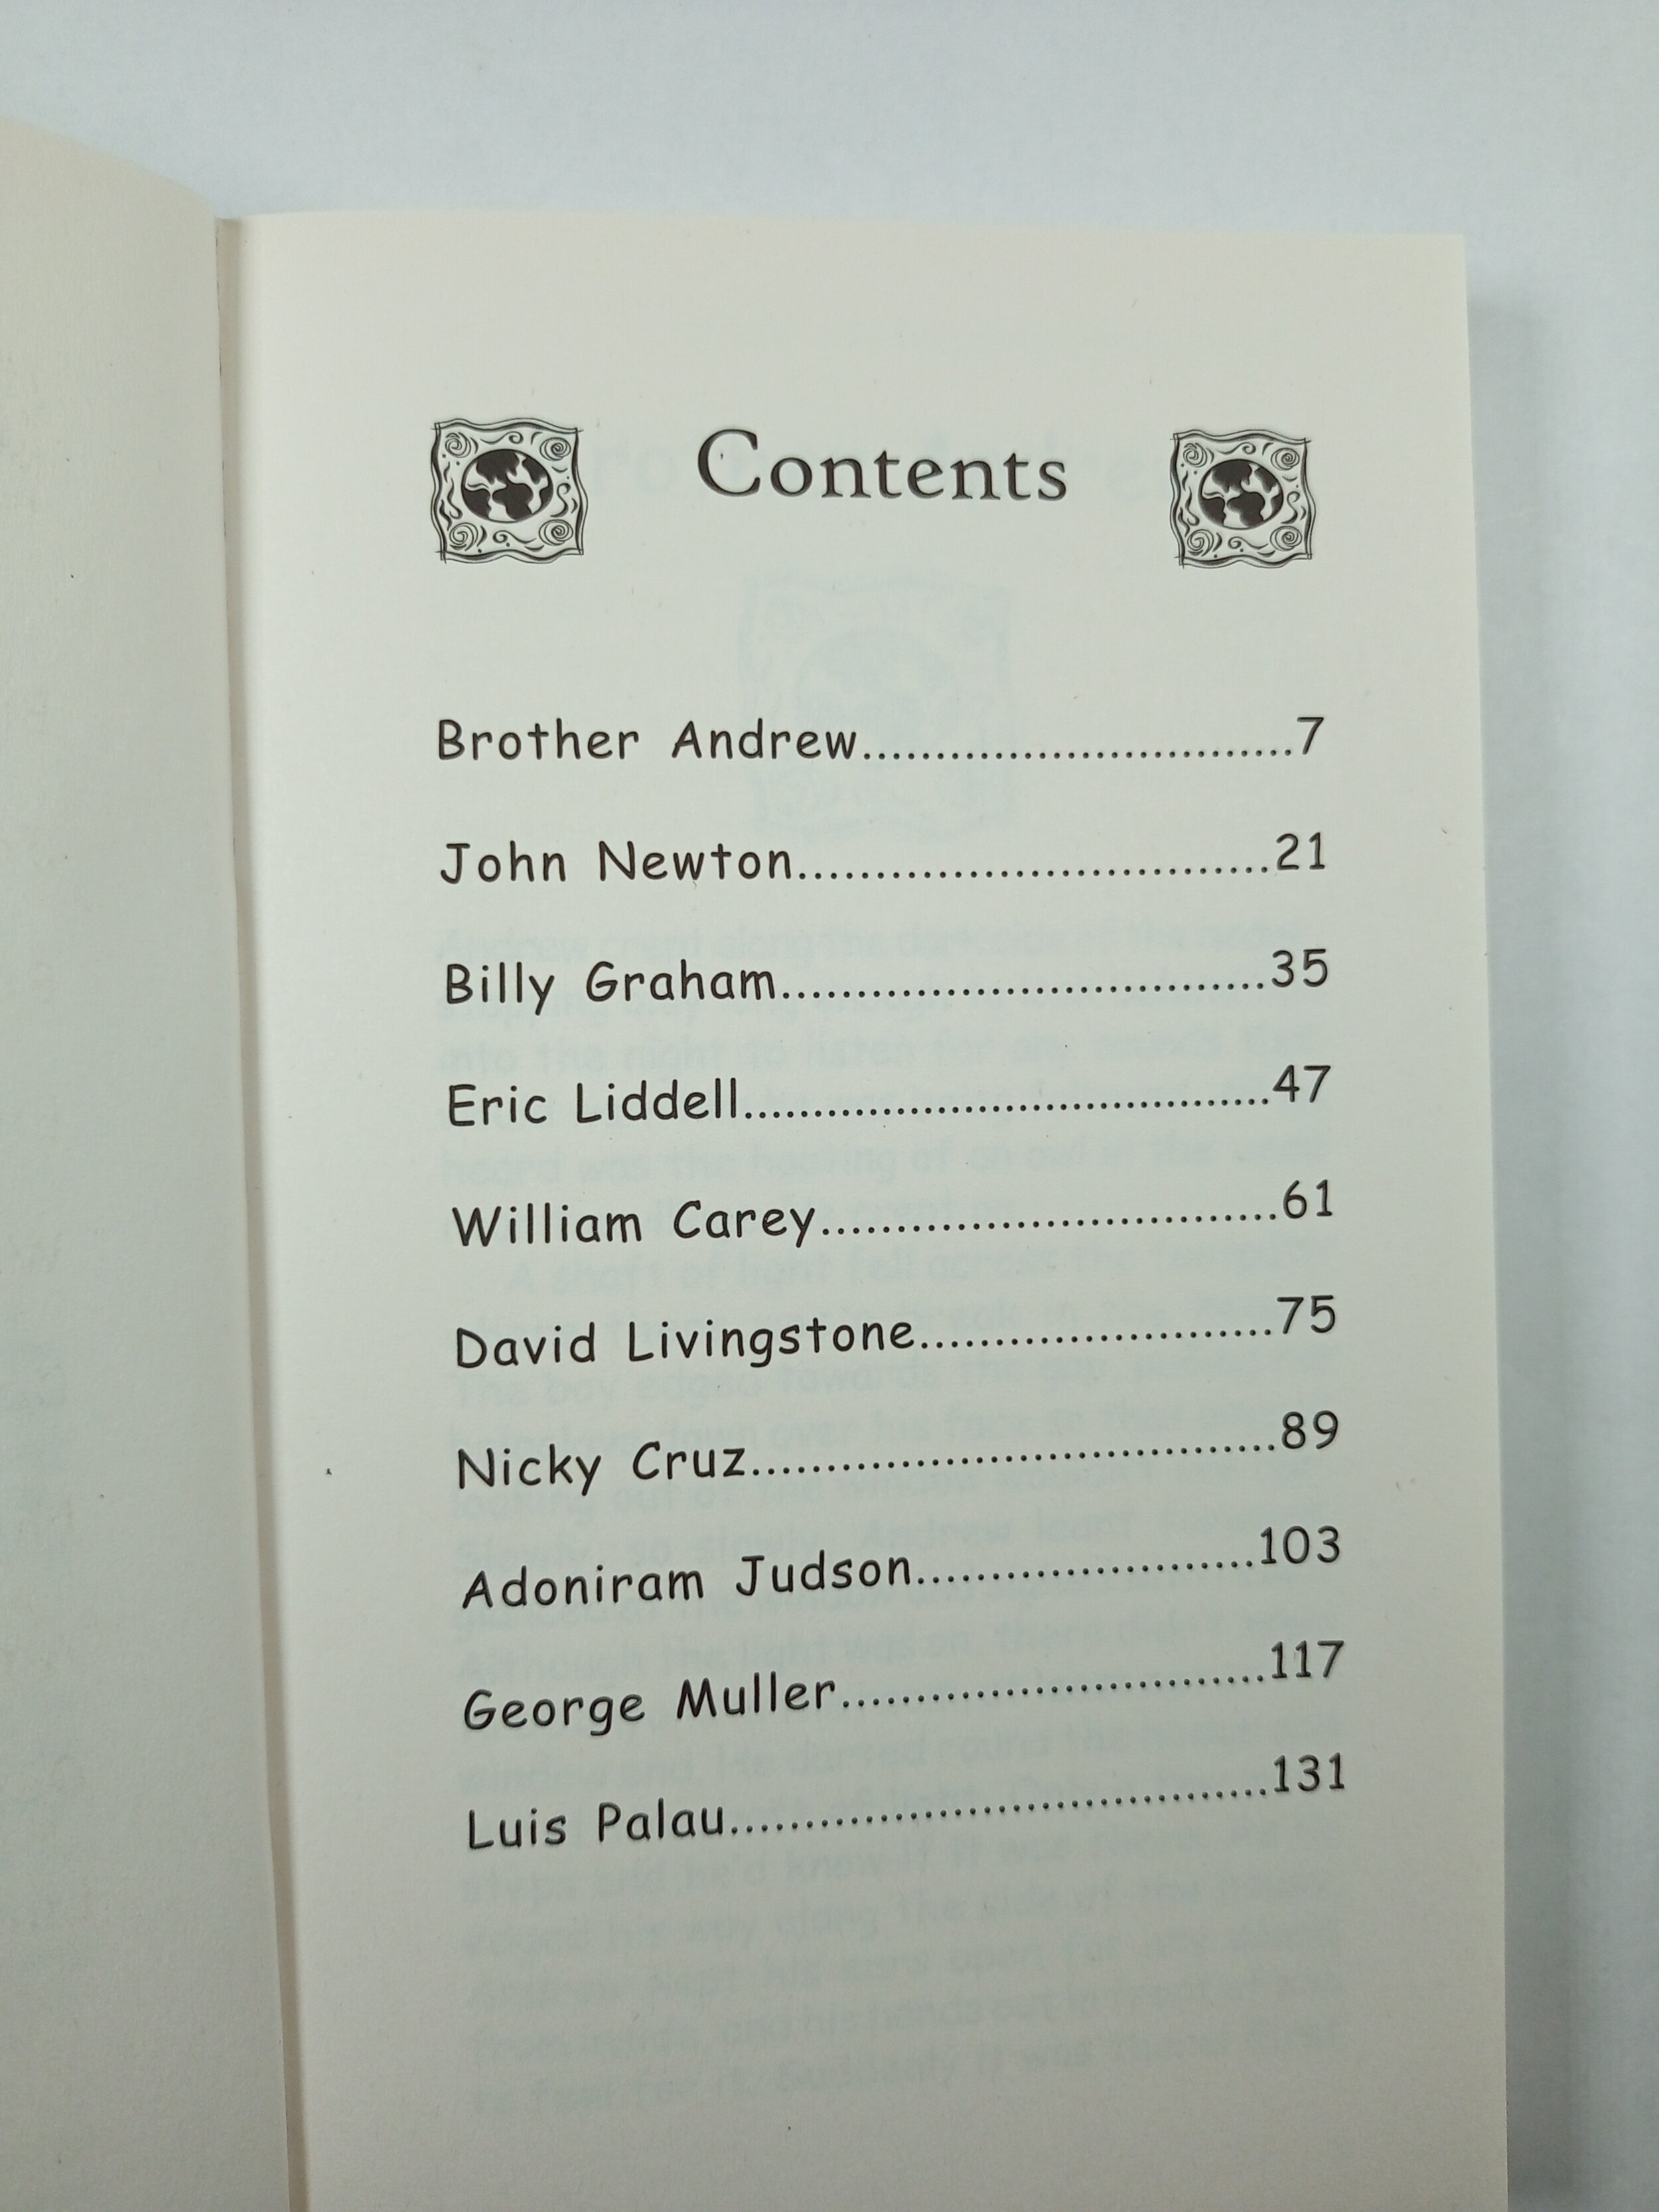 Contents
Brother Andrew..............................7
John Newton................................21
Billy Graham.................................35
Eric Liddell.....................................47
William Carey...............................61
David Livingstone........................75
Nicky Cruz...................................89
Adoniram Judson.......................103
George Muller.............................117
Luis Palau....................................131